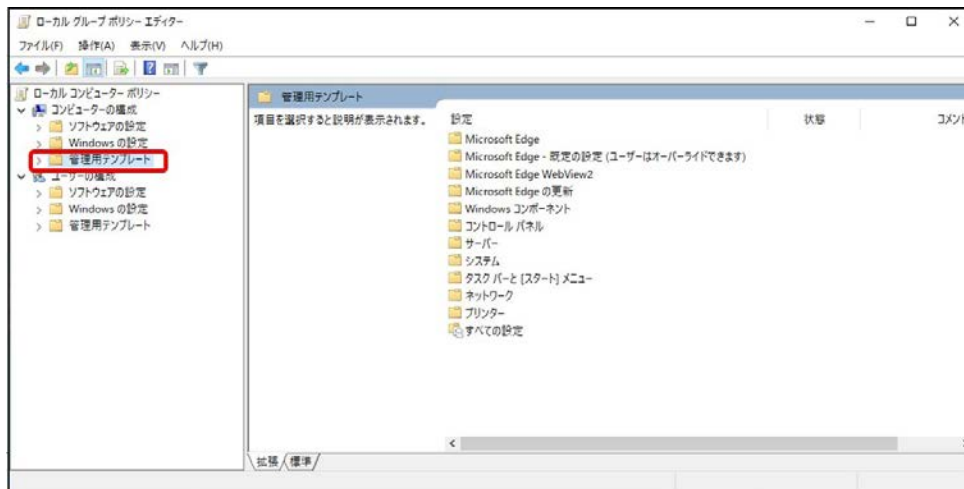 ローカル グループ ポリシー エディター
ファイル(F) 操作(A) 表示(V) ヘルプ(H)
ローカル コンピューター ポリシー
コンピューターの構成
ソフトウェアの設定
Windows の設定
管理用テンプレート
ユーザーの構成
ソフトウェアの設定
Windows の設定
管理用テンプレート
管理用テンプレート
項目を選択すると説明が表示されます。
設定 状態 コメント
Microsoft Edge
Microsoft Edge - 既定の設定 (ユーザーはオーバーライドできます)
Microsoft Edge WebView2
Microsoft Edge の更新
Windows コンポーネント
コントロール パネル
サーバー
システム
タスク バーと [スタート] メニュー
ネットワーク
プリンター
すべての設定
拡張 標準